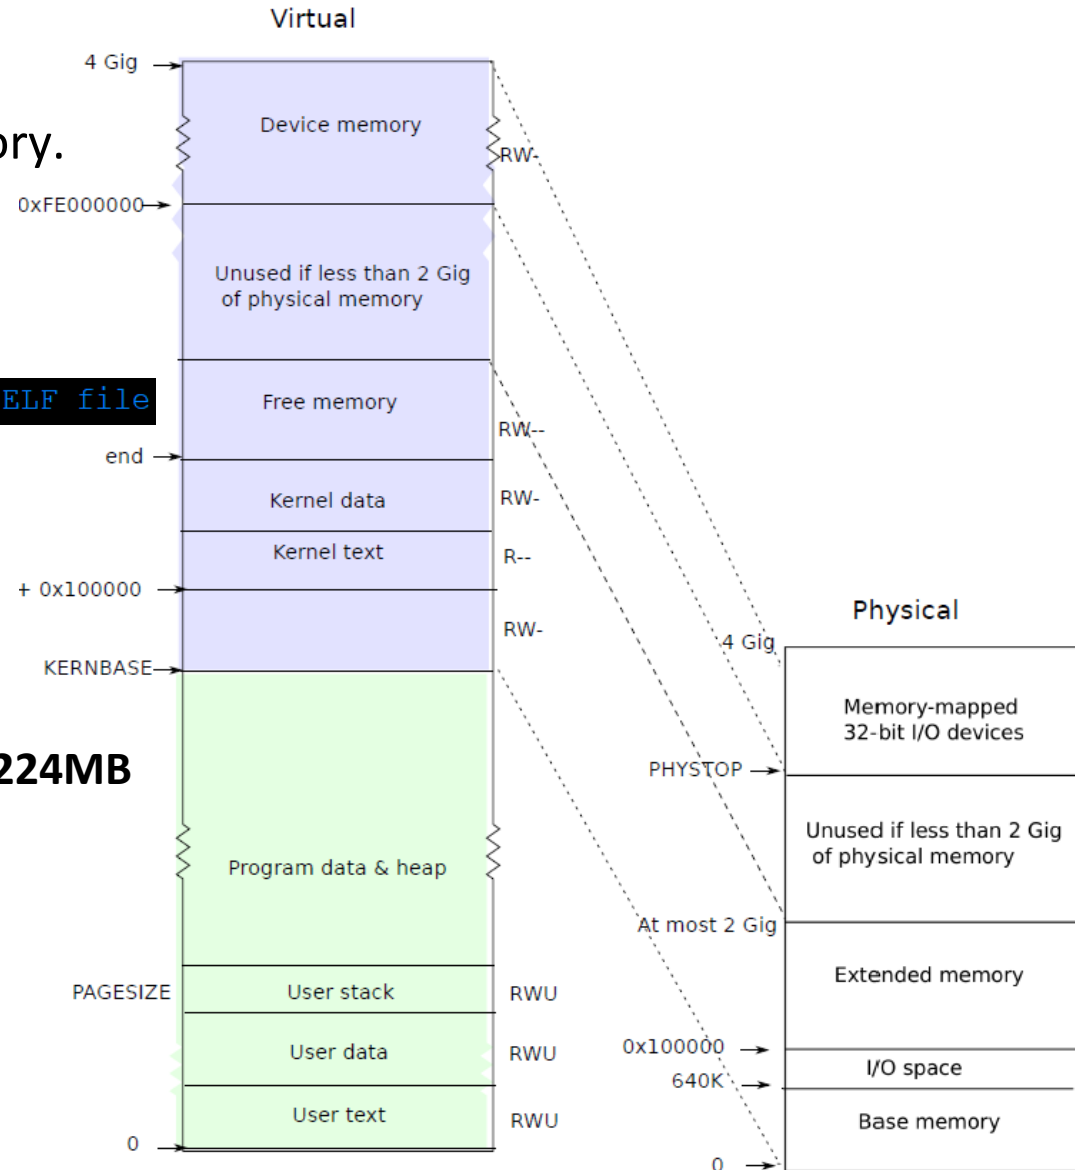 Virtual
4 Gig
Device memory
ory.
RW-
0xFE000000
Unused if less than 2 Gig
of physical memory
ELF file
Free memory
RW--
end
Kernel data
RW-
Kernel text
R--
+ 0x100000
RW-
KERNBASE
224MB
Program data & heap
PAGESIZE
User stack
RWU
User data
RWU
User text
RWU
0
Physical
4 Gig
Memory-mapped
32-bit I/O devices
PHYSTOP
Unused if less than 2 Gig
of physical memory
At most 2 Gig
Extended memory
0x100000
I/O space
640K
Base memory
0